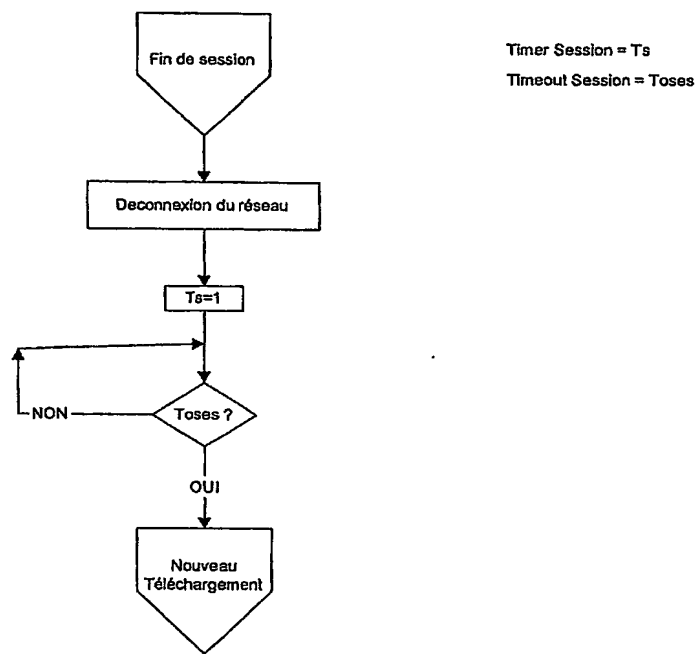 Fin de session
Timer Session = Ts
Timeout Session = Toses
Deconnexion du réseau
Ts=1
NON
Toses ?
OUI
Nouveau
Téléchargement